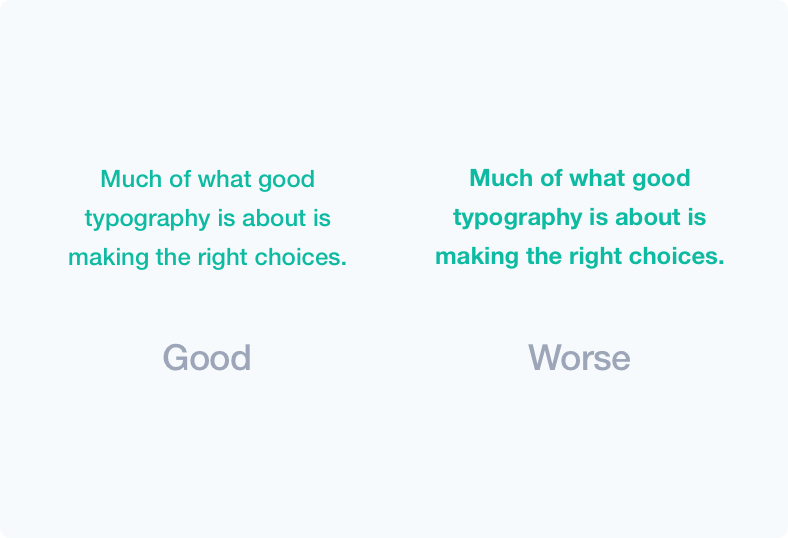 Much of what good
typography is about is
making the right choices.
Good
Much of what good
typography is about is
making the right choices.
Worse